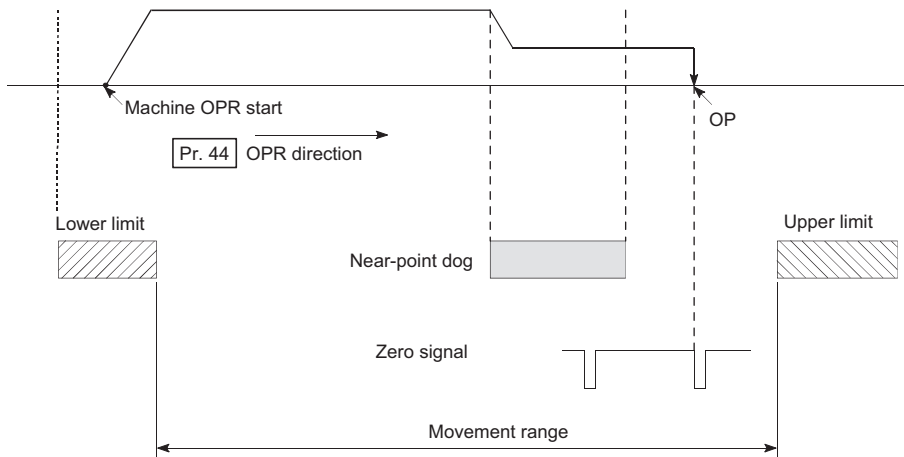 Machine OPR start
OP
Pr. 44 OPR direction
Lower limit
Upper limit
Near-point dog
Zero signal
Movement range